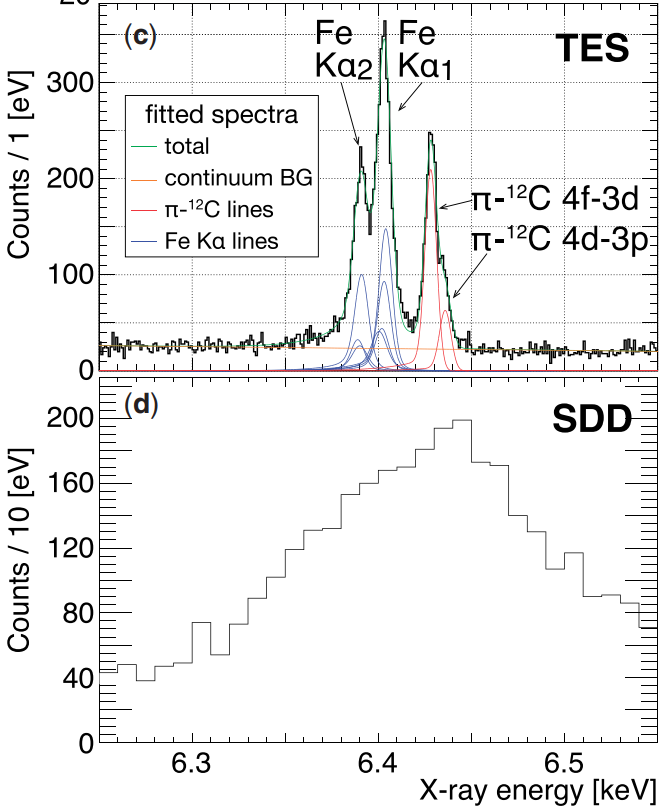 20
(c)
Fe
Kα2
Fe
Kα1
TES
Counts / 1 [eV]
300
200
100
0
fitted spectra
total
continuum BG
π-¹²C lines
Fe Kα lines
π-¹²C 4f-3d
π-¹²C 4d-3p
(d)
SDD
Counts / 10 [eV]
200
160
120
80
40
0
6.3
6.4
6.5
X-ray energy [keV]